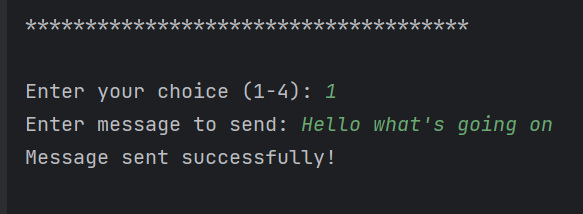 *************************************
Enter your choice (1-4): 1
Enter message to send: Hello what's going on
Message sent successfully!